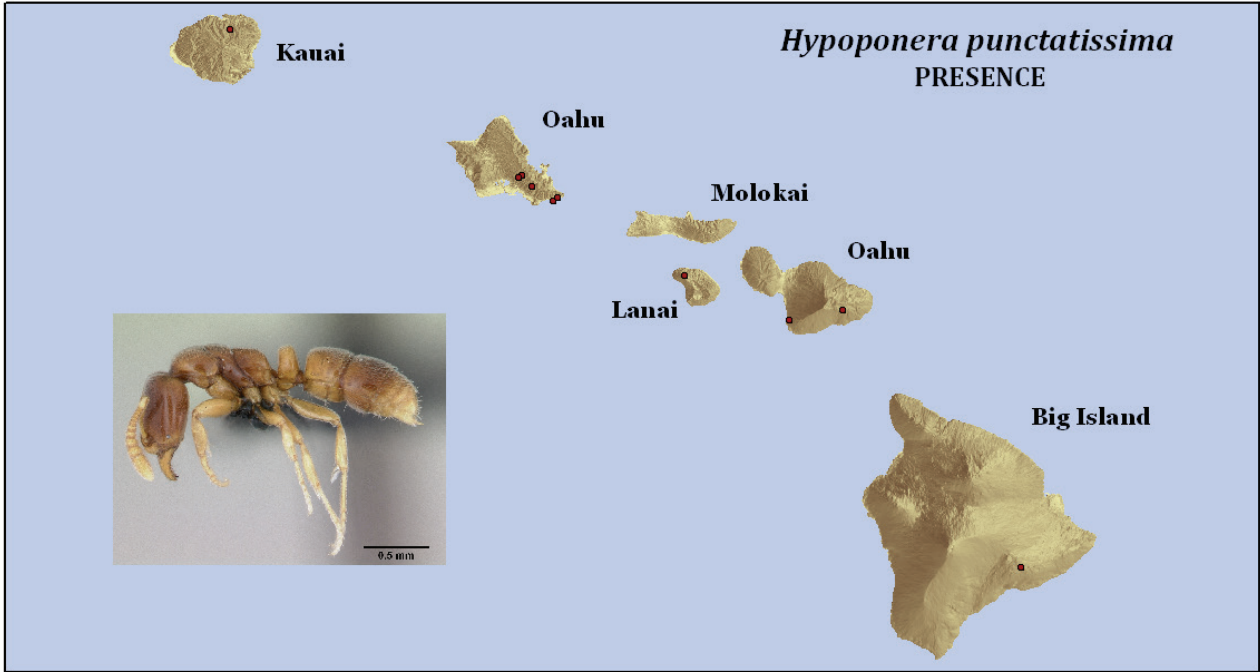 Hypoponera punctatissima
PRESENCE
Kauai
Oahu
Molokai
Oahu
Lanai
Big Island
0.5 mm